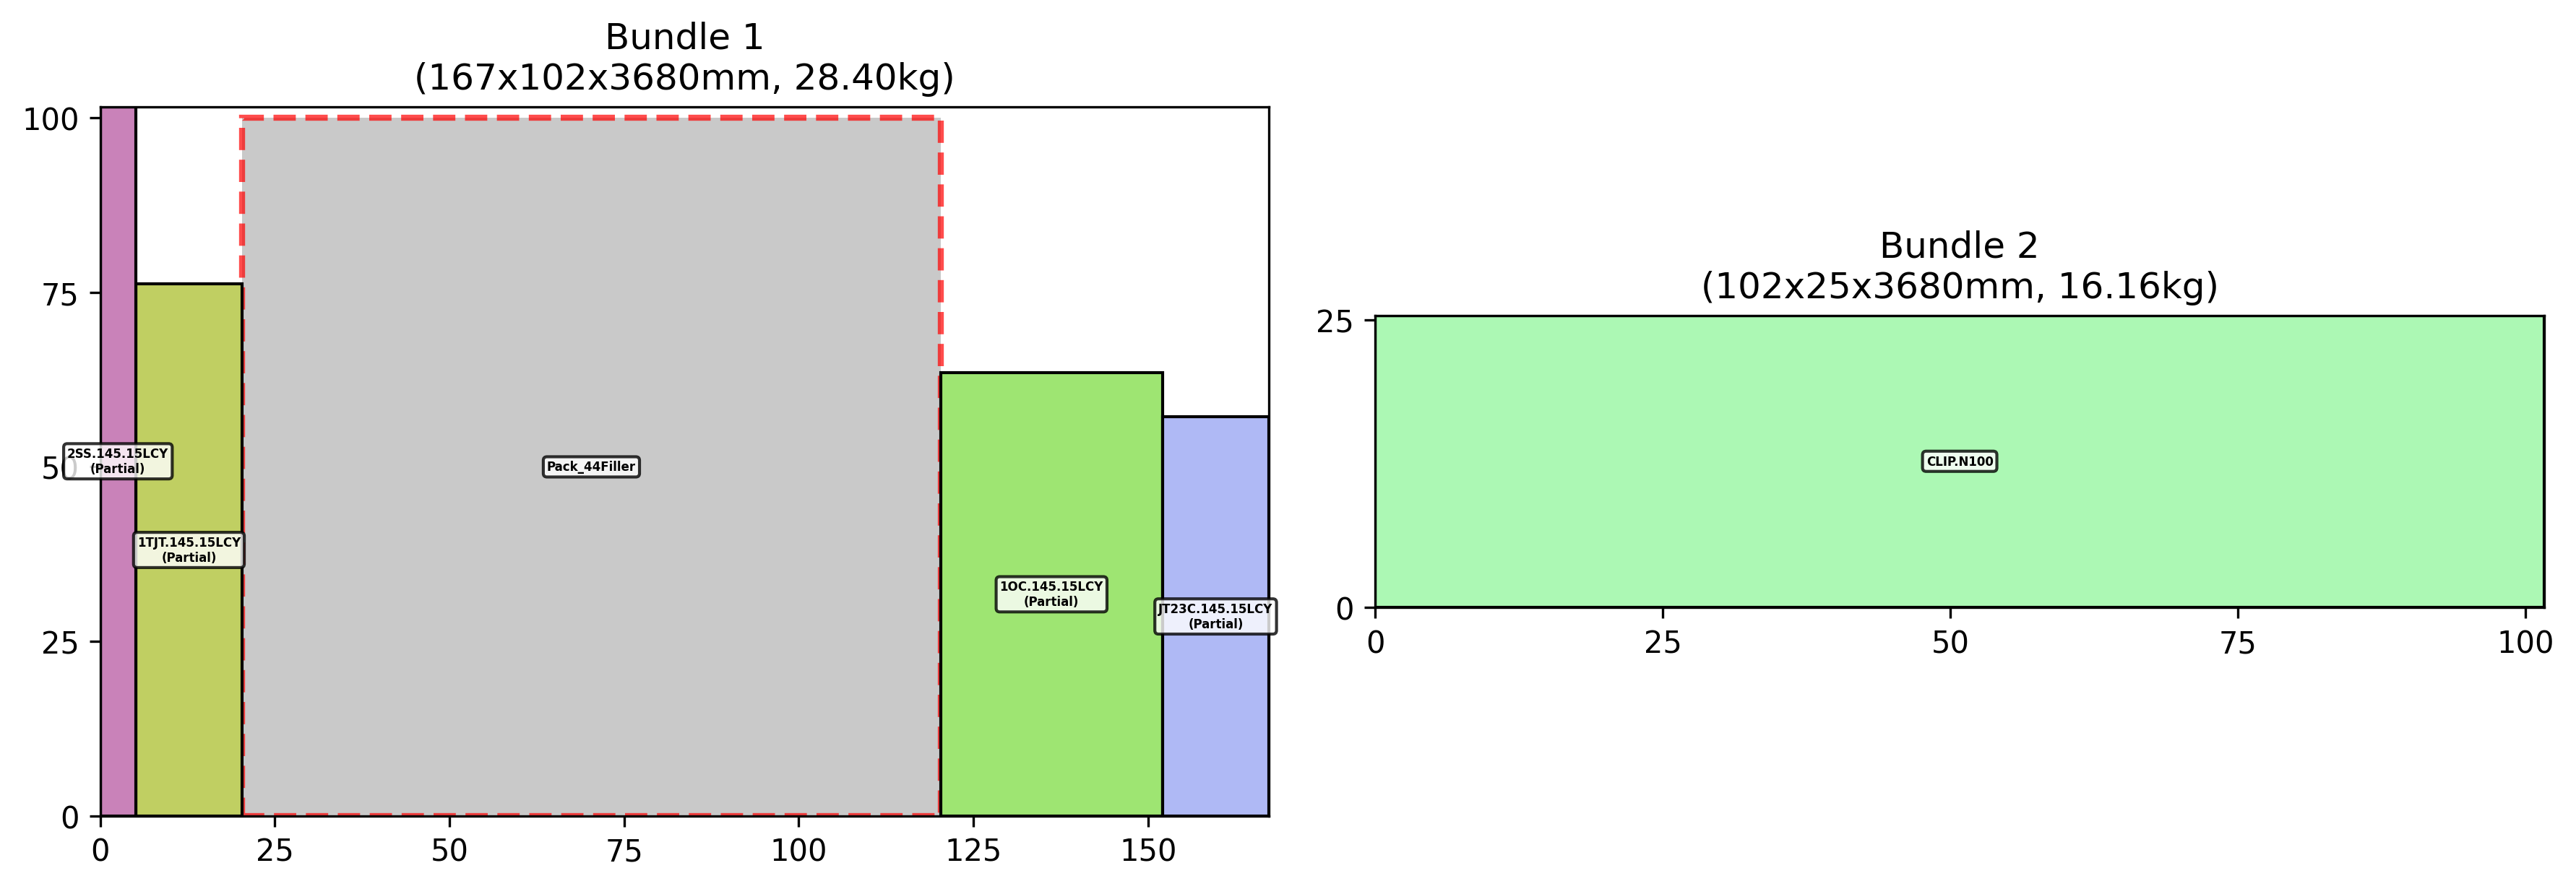 Bundle 1
(167x102x3680mm, 28.40kg)
100
75
50
25
0
0 25 50 75 100 125 150
2SS.145.15LCY
(Partial)
1TJT.145.15LCY
(Partial)
Pack_44Filler
1OC.145.15LCY
(Partial)
JT23C.145.15LCY
(Partial)
Bundle 2
(102x25x3680mm, 16.16kg)
25
0
0 25 50 75 100
CLIP.N100